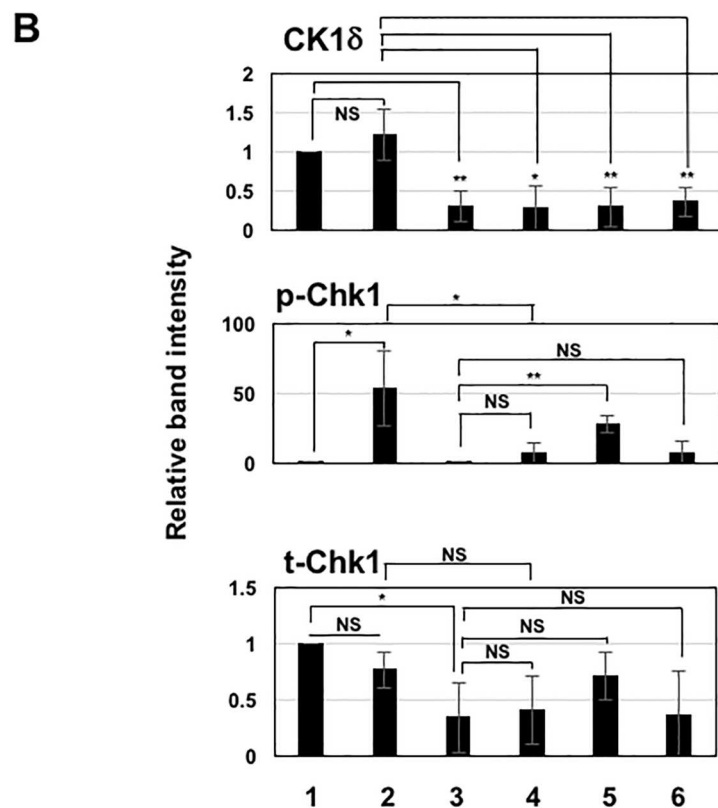 B
CK1δ
2
1.5
1
0.5
0
NS
**
*
**
**
Relative band intensity
p-Chk1
*
100
50
0
*
NS
**
NS
t-Chk1
NS
1.5
1
0.5
0
*
NS
NS
NS
NS
1 2 3 4 5 6